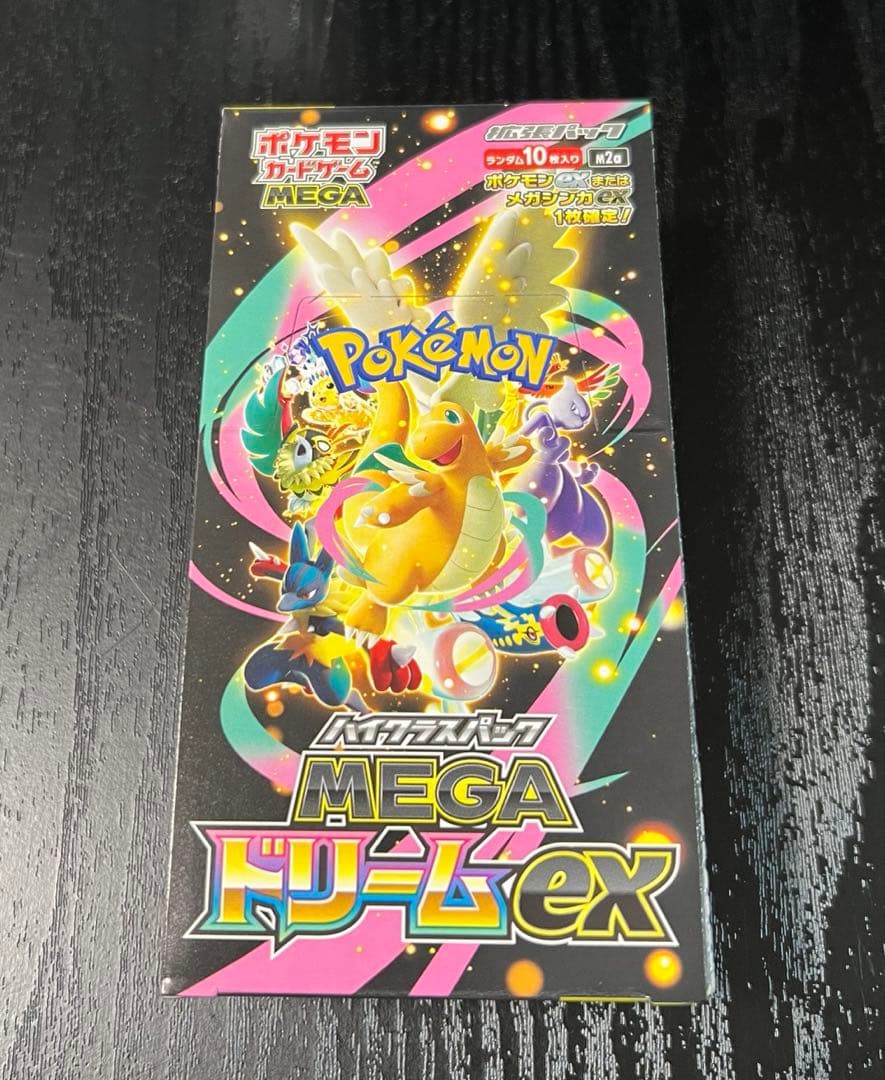 ポケモン
カードゲーム
MEGA
拡張パック
ランダム10枚入り M2a
ポケモンexまたは
メガシンカex
1枚確定!
POKéMON
ハイクラスパック
MEGA
ドリームex